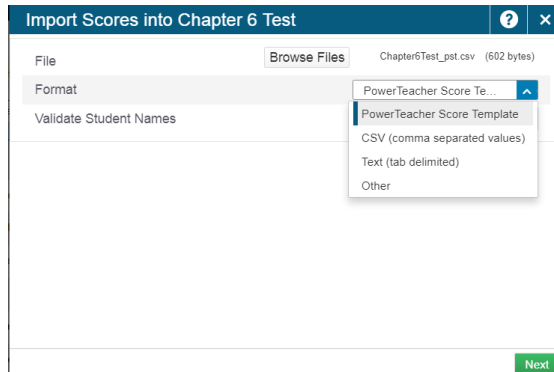 Import Scores into Chapter 6 Test ? ×
File Browse Files Chapter6Test_pst.csv (602 bytes)
Format PowerTeacher Score Te...
Validate Student Names PowerTeacher Score Template
CSV (comma separated values)
Text (tab delimited)
Other
Next